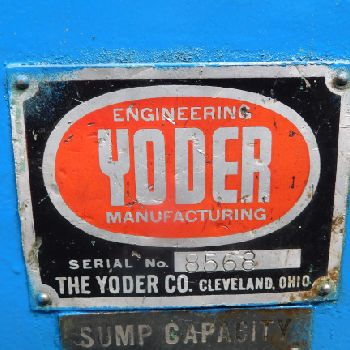 ENGINEERING
YODER
MANUFACTURING
SERIAL No. 8568
THE YODER CO. CLEVELAND, OHIO
SUMP CAPACITY